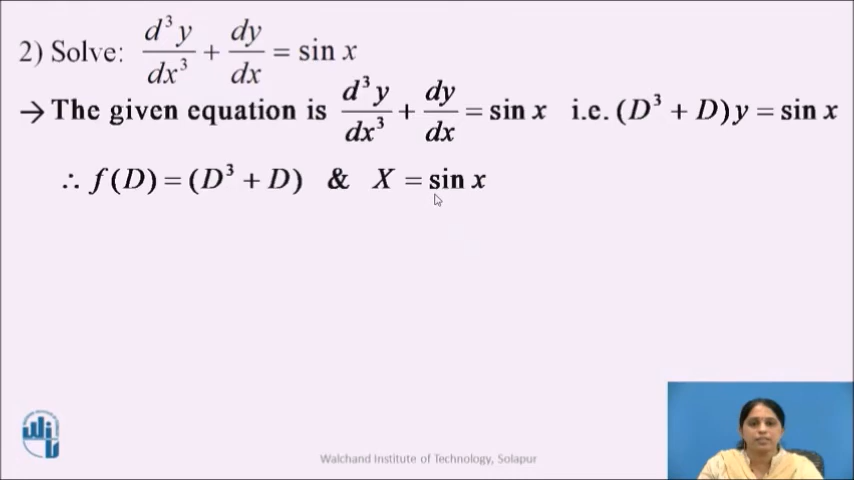 2) Solve: d³y/dx³ + dy/dx = sin x
→ The given equation is d³y/dx³ + dy/dx = sin x i.e. (D³ + D) y = sin x
∴ f(D) = (D³ + D) & X = sin x
Walchand Institute of Technology, Solapur